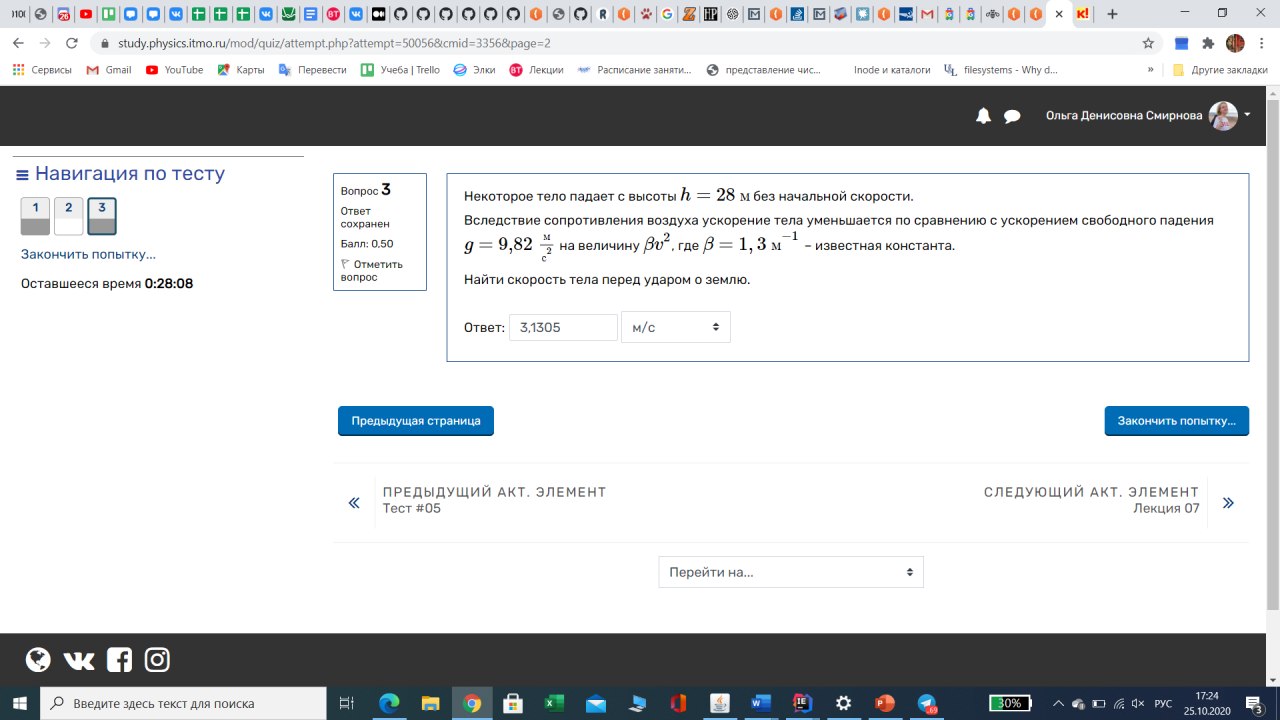 study.physics.itmo.ru/mod/quiz/attempt.php?attempt=50056&cmid=3356&page=2
Сервисы
Gmail
YouTube
Карты
Перевести
Учеба | Trello
Элки
Лекции
Расписание заняти...
представление чис...
Inode и каталоги
filesystems - Why d...
»
Другие закладки
Ольга Денисовна Смирнова
Навигация по тесту
1 2 3
Закончить попытку...
Оставшееся время 0:28:08
Вопрос 3
Ответ
сохранен
Балл: 0,50
Отметить
вопрос
Некоторое тело падает с высоты h = 28 м без начальной скорости.
Вследствие сопротивления воздуха ускорение тела уменьшается по сравнению с ускорением свободного падения
g = 9,82 м/с² на величину βv², где β = 1, 3 м⁻¹ – известная константа.
Найти скорость тела перед ударом о землю.
Ответ: 3,1305 м/с
Предыдущая страница
Закончить попытку...
ПРЕДЫДУЩИЙ АКТ. ЭЛЕМЕНТ
Тест #05
СЛЕДУЮЩИЙ АКТ. ЭЛЕМЕНТ
Лекция 07
Перейти на...
Введите здесь текст для поиска
30%
РУС
17:24
25.10.2020
3